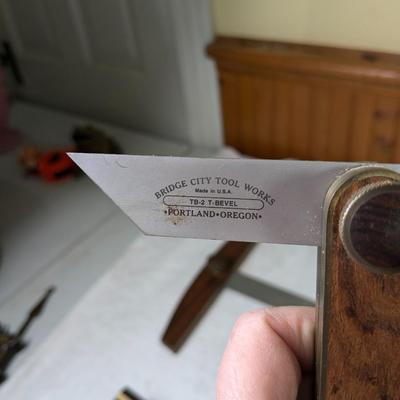 BRIDGE CITY TOOL WORKS
Made in U.S.A.
TB-2 T-BEVEL
•PORTLAND•OREGON•